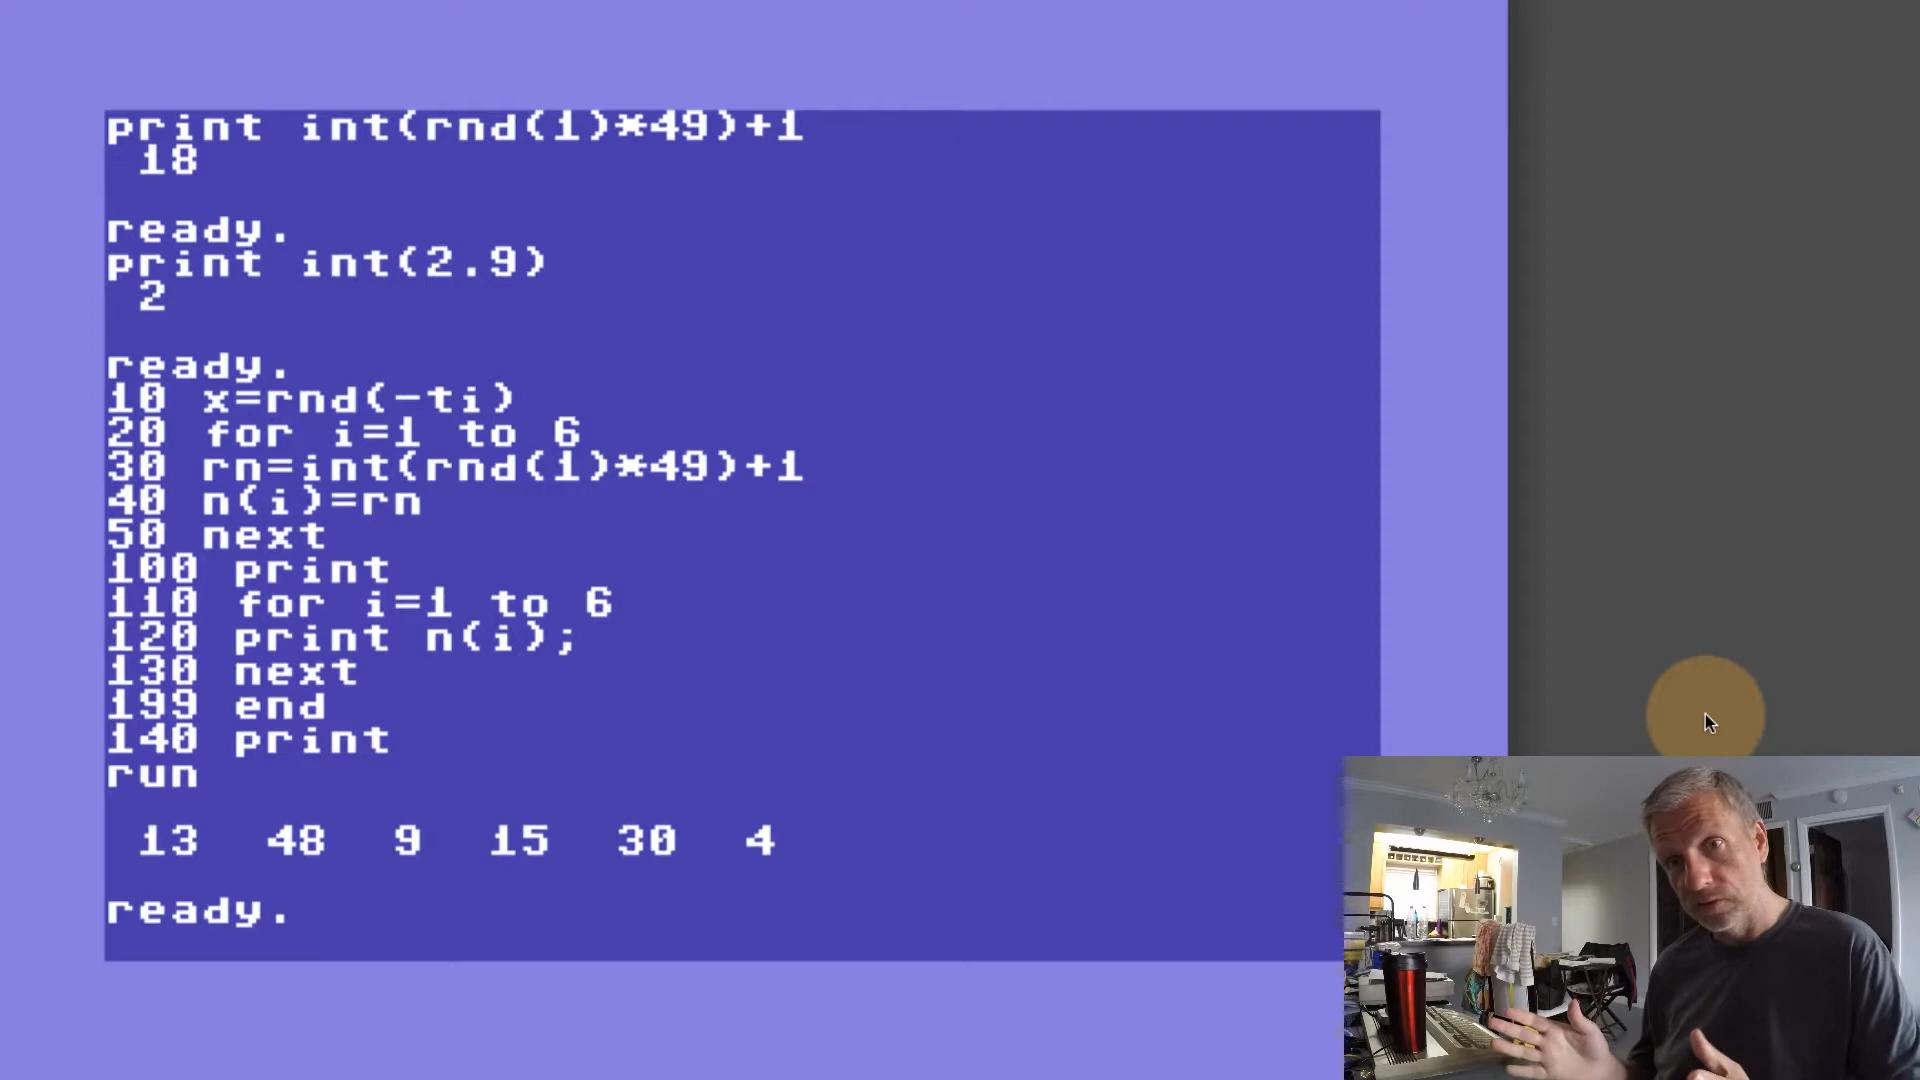 print int(rnd(1)*49)+1
18
ready.
print int(2.9)
2
ready.
10 x=rnd(-ti)
20 for i=1 to 6
30 rn=int(rnd(1)*49)+1
40 n(i)=rn
50 next
100 print
110 for i=1 to 6
120 print n(i);
130 next
199 end
140 print
run
13 48 9 15 30 4
ready.